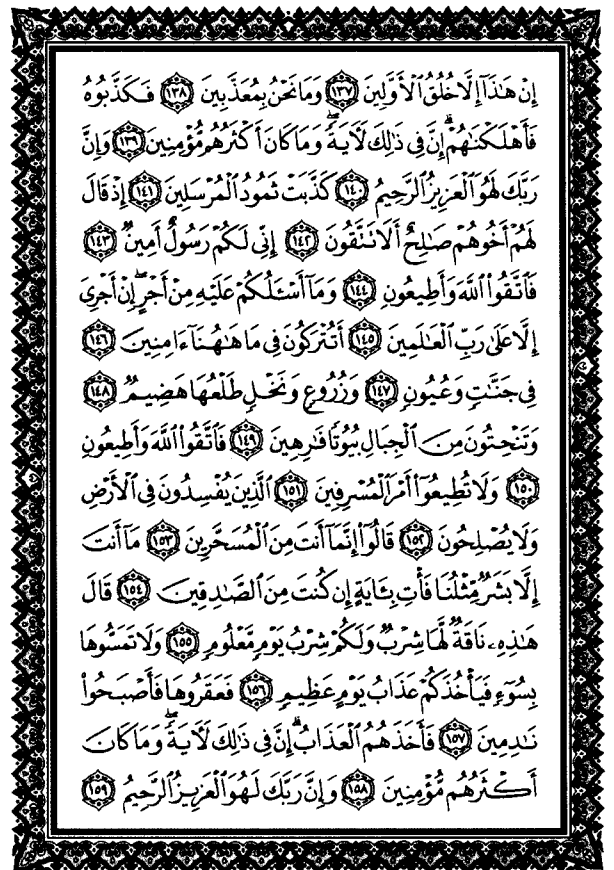 إِنْ هَٰذَآ إِلَّا خُلُقُ ٱلْأَوَّلِينَ ١٣٧ وَمَا نَحْنُ بِمُعَذَّبِينَ ١٣٨ فَكَذَّبُوهُ
فَأَهْلَكْنَٰهُمْ ۗ إِنَّ فِى ذَٰلِكَ لَـَٔايَةً ۖ وَمَا كَانَ أَكْثَرُهُم مُّؤْمِنِينَ ١٣٩ وَإِنَّ
رَبَّكَ لَهُوَ ٱلْعَزِيزُ ٱلرَّحِيمُ ١٤٠ كَذَّبَتْ ثَمُودُ ٱلْمُرْسَلِينَ ١٤١ إِذْ قَالَ
لَهُمْ أَخُوهُمْ صَٰلِحٌ أَلَا تَتَّقُونَ ١٤٢ إِنِّى لَكُمْ رَسُولٌ أَمِينٌ ١٤٣
فَٱتَّقُوا۟ ٱللَّهَ وَأَطِيعُونِ ١٤٤ وَمَآ أَسْـَٔلُكُمْ عَلَيْهِ مِنْ أَجْرٍ ۖ إِنْ أَجْرِىَ
إِلَّا عَلَىٰ رَبِّ ٱلْعَٰلَمِينَ ١٤٥ أَتُتْرَكُونَ فِى مَا هَٰهُنَآ ءَامِنِينَ ١٤٦
فِى جَنَّٰتٍ وَعُيُونٍ ١٤٧ وَزُرُوعٍ وَنَخْلٍ طَلْعُهَا هَضِيمٌ ١٤٨
وَتَنْحِتُونَ مِنَ ٱلْجِبَالِ بُيُوتًا فَٰرِهِينَ ١٤٩ فَٱتَّقُوا۟ ٱللَّهَ وَأَطِيعُونِ
١٥٠ وَلَا تُطِيعُوٓا۟ أَمْرَ ٱلْمُسْرِفِينَ ١٥١ ٱلَّذِينَ يُفْسِدُونَ فِى ٱلْأَرْضِ
وَلَا يُصْلِحُونَ ١٥٢ قَالُوٓا۟ إِنَّمَآ أَنتَ مِنَ ٱلْمُسَحَّرِينَ ١٥٣ مَآ أَنتَ
إِلَّا بَشَرٌ مِّثْلُنَا فَأْتِ بِـَٔايَةٍ إِن كُنتَ مِنَ ٱلصَّٰدِقِينَ ١٥٤ قَالَ
هَٰذِهِۦ نَاقَةٌ لَّهَا شِرْبٌ وَلَكُمْ شِرْبُ يَوْمٍ مَّعْلُومٍ ١٥٥ وَلَا تَمَسُّوهَا
بِسُوٓءٍ فَيَأْخُذَكُمْ عَذَابُ يَوْمٍ عَظِيمٍ ١٥٦ فَعَقَرُوهَا فَأَصْبَحُوا۟
نَٰدِمِينَ ١٥٧ فَأَخَذَهُمُ ٱلْعَذَابُ ۗ إِنَّ فِى ذَٰلِكَ لَـَٔايَةً ۖ وَمَا كَانَ
أَكْثَرُهُم مُّؤْمِنِينَ ١٥٨ وَإِنَّ رَبَّكَ لَهُوَ ٱلْعَزِيزُ ٱلرَّحِيمُ ١٥٩